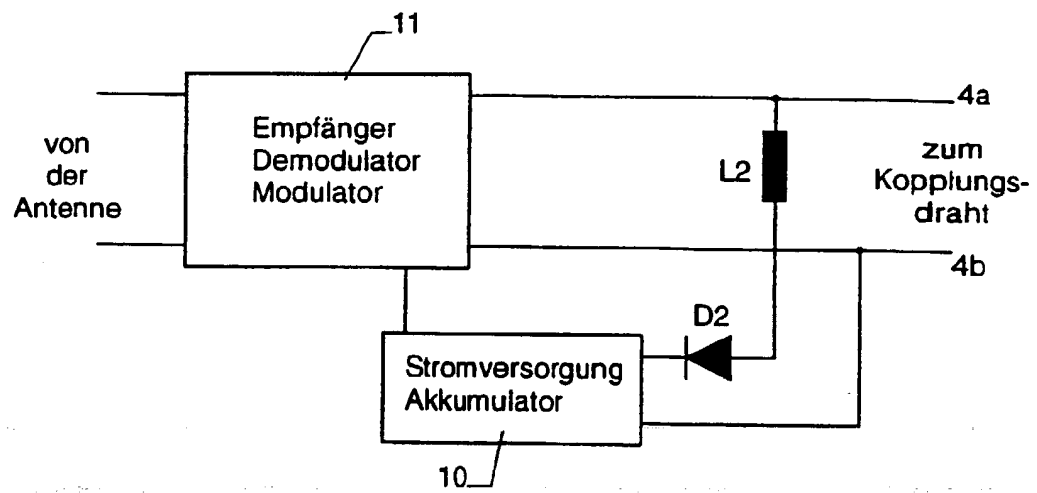 11
Empfänger
Demodulator
Modulator
von
der
Antenne
4a
L2
zum
Kopplungs-
draht
4b
D2
Stromversorgung
Akkumulator
10